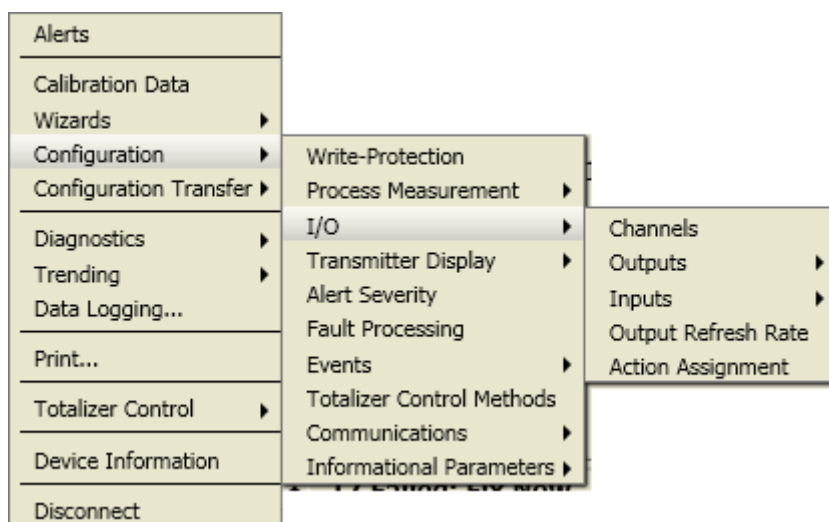 Alerts
Calibration Data
Wizards
Configuration
Configuration Transfer
Diagnostics
Trending
Data Logging...
Print...
Totalizer Control
Device Information
Disconnect
Write-Protection
Process Measurement
I/O
Transmitter Display
Alert Severity
Fault Processing
Events
Totalizer Control Methods
Communications
Informational Parameters
Channels
Outputs
Inputs
Output Refresh Rate
Action Assignment